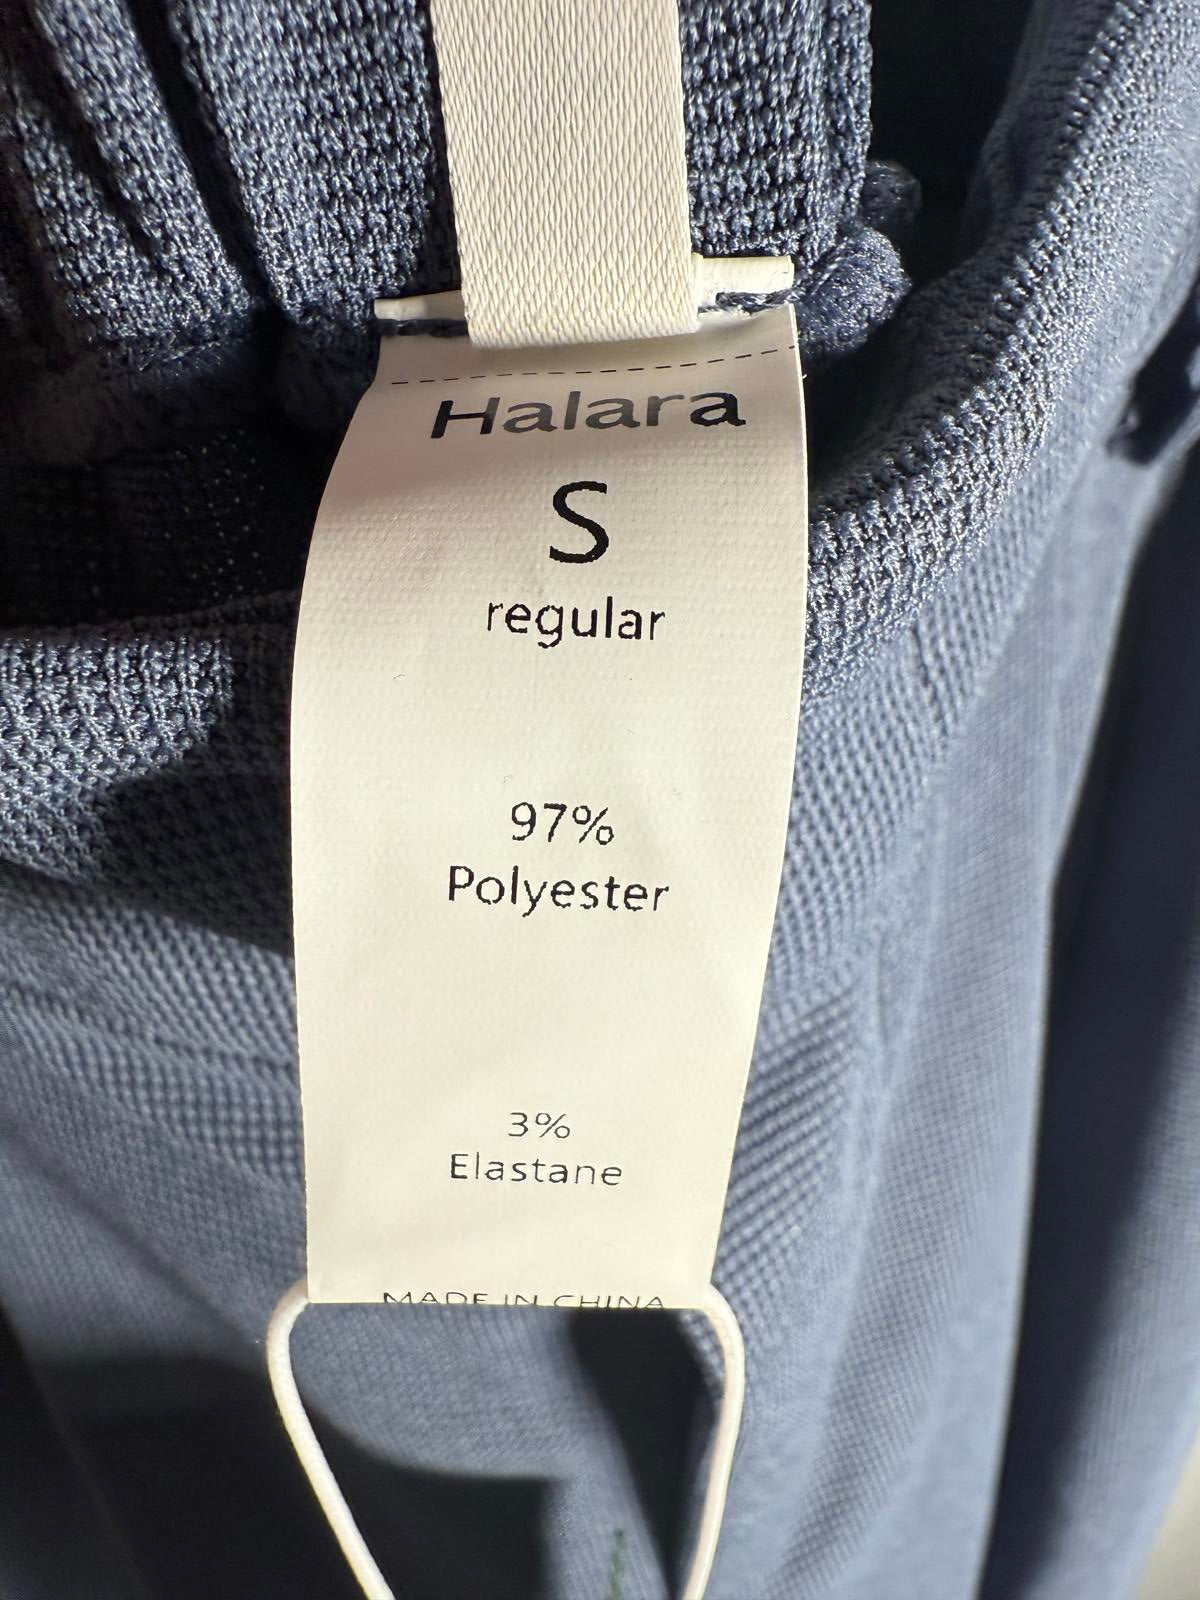 Halara
S
regular
97%
Polyester
3%
Elastane
MADE IN CHINA